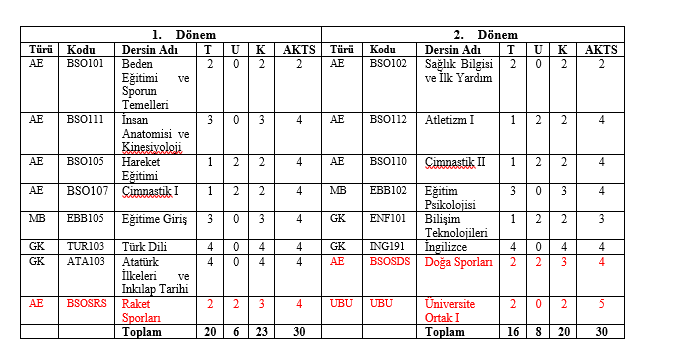 1. Dönem 2. Dönem
Türü Kodu Dersin Adı T U K AKTS Türü Kodu Dersin Adı T U K AKTS
AE BSO101 Beden 2 0 2 2 AE BSO102 Sağlık Bilgisi 2 0 2 2
Eğitimi ve ve İlk Yardım
Sporun
Temelleri
AE BSO111 İnsan 3 0 3 4 AE BSO112 Atletizm I 1 2 2 4
Anatomisi ve
Kinesiyoloji
AE BSO105 Hareket 1 2 2 4 AE BSO110 Cimnastik II 1 2 2 4
Eğitimi
AE BSO107 Cimnastik I 1 2 2 4 MB EBB102 Eğitim 3 0 3 4
Psikolojisi
MB EBB105 Eğitime Giriş 3 0 3 4 GK ENF101 Bilişim 1 2 2 3
Teknolojileri
GK TUR103 Türk Dili 4 0 4 4 GK ING191 İngilizce 4 0 4 4
GK ATA103 Atatürk 4 0 4 4 AE BSOSDS Doğa Sporları 2 2 3 4
İlkeleri ve
İnkılap Tarihi
AE BSOSRS Raket 2 2 3 4 UBU UBU Üniversite 2 0 2 5
Sporları Ortak I
Toplam 20 6 23 30 Toplam 16 8 20 30